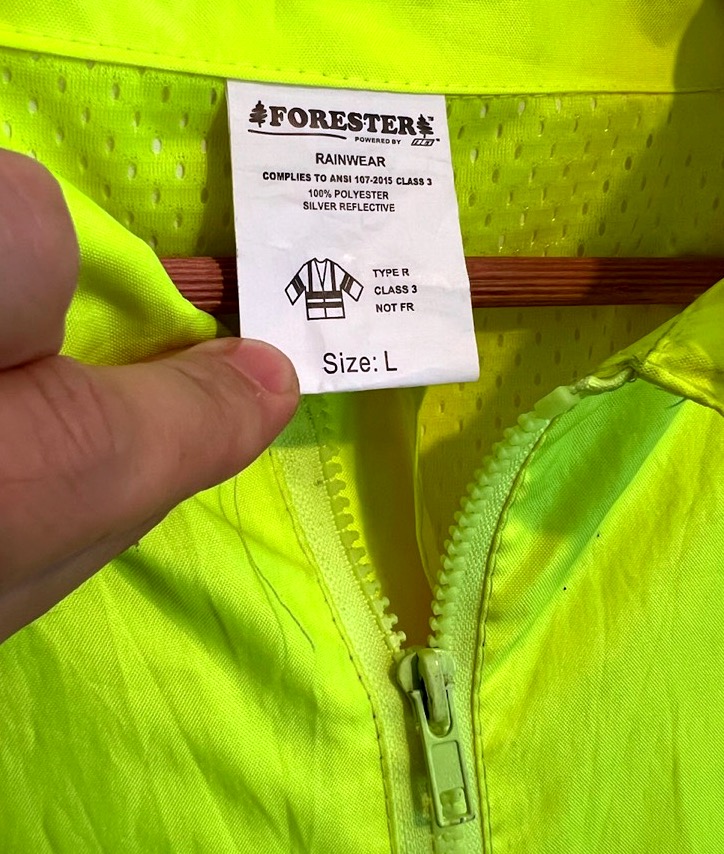 FORESTER™
POWERED BY
RAINWEAR
COMPLIES TO ANSI 107-2015 CLASS 3
100% POLYESTER
SILVER REFLECTIVE
TYPE R
CLASS 3
NOT FR
Size: L